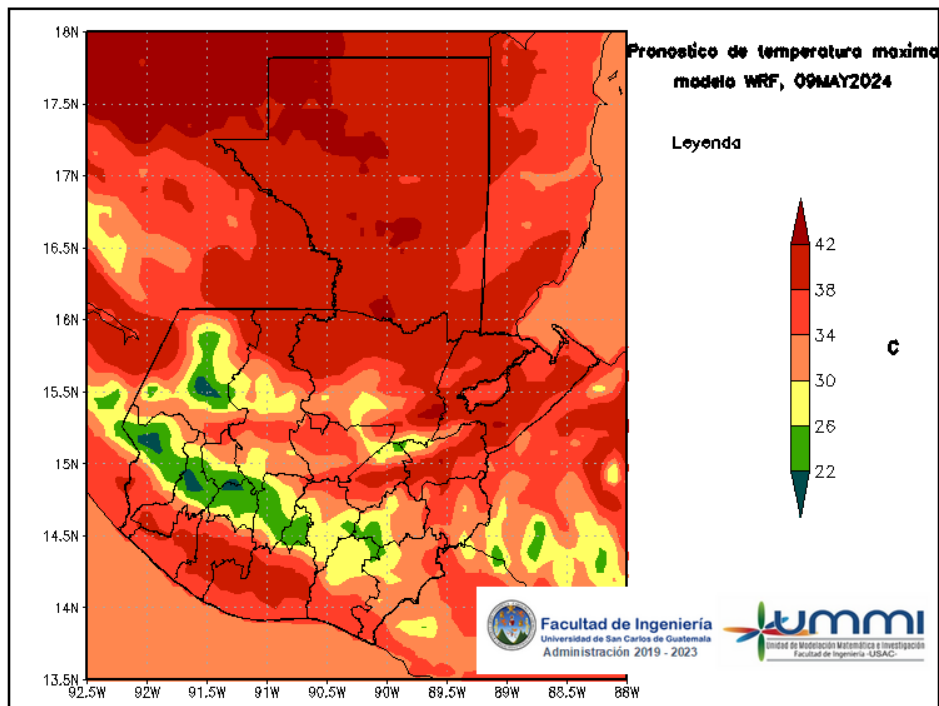 Pronostico de temperatura maxima
modelo WRF, 09MAY2024
Leyenda
42
38
34
30
26
22
C
18N
17.5N
17N
16.5N
16N
15.5N
15N
14.5N
14N
13.5N
92.5W
92W
91.5W
91W
90.5W
90W
89.5W
89W
88.5W
88W
Facultad de Ingeniería
Universidad de San Carlos de Guatemala
Administración 2019 - 2023
UMMI
Unidad de Modelación Matemática e Investigación
Facultad de Ingeniería -USAC-